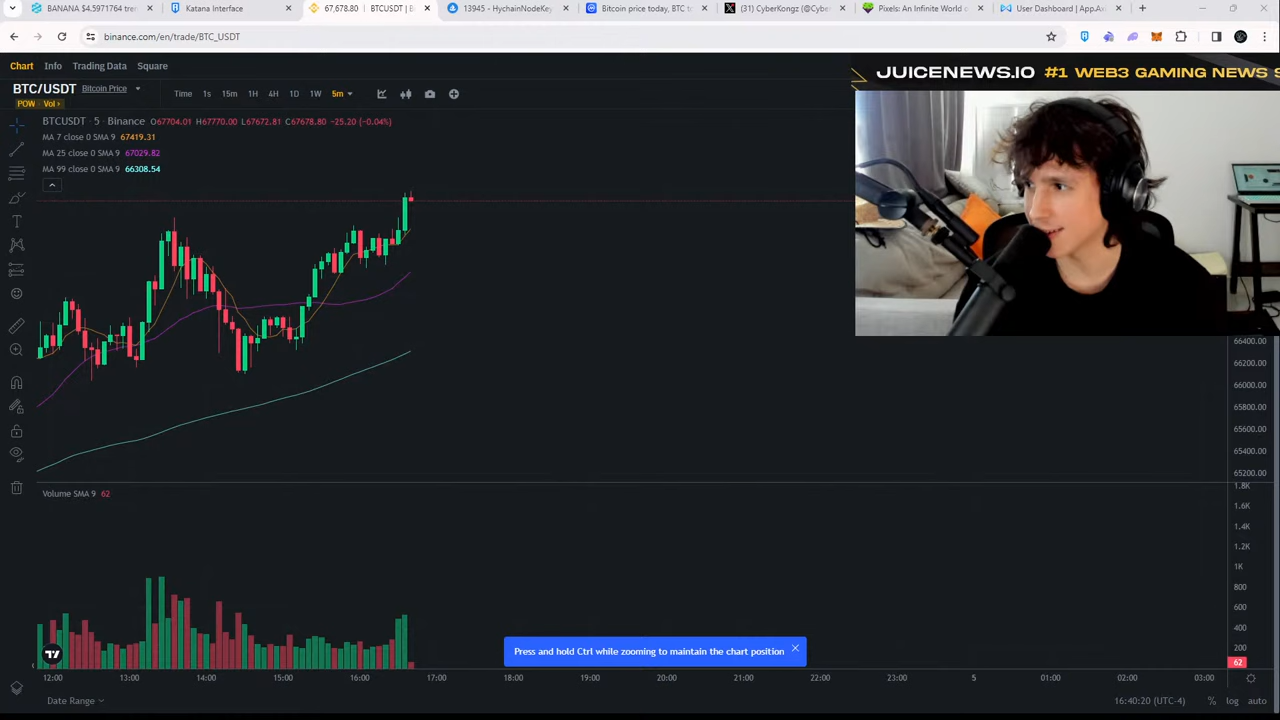 BANANA $4.5971764 tren
Katana Interface
67,678.80 | BTCUSDT | B
13945 - HychainNodeKey
Bitcoin price today, BTC to
(31) CyberKongz (@Cyber
Pixels: An Infinite World o
User Dashboard | App.Ax
binance.com/en/trade/BTC_USDT
Chart Info Trading Data Square
JUICENEWS.IO #1 WEB3 GAMING NEWS S
BTC/USDT Bitcoin Price
POW · Vol
Time 1s 15m 1H 4H 1D 1W 5m
BTCUSDT · 5 · Binance O67704.01 H67770.00 L67672.81 C67678.80 -25.20 (-0.04%)
MA 7 close 0 SMA 9 67419.31
MA 25 close 0 SMA 9 67029.82
MA 99 close 0 SMA 9 66308.54
66400.00
66200.00
66000.00
65800.00
65600.00
65400.00
65200.00
Volume SMA 9 62
1.8K
1.6K
1.4K
1.2K
1K
800
600
400
200
62
Press and hold Ctrl while zooming to maintain the chart position
12:00 13:00 14:00 15:00 16:00 17:00 18:00 19:00 20:00 21:00 22:00 23:00 5 01:00 02:00 03:00
Date Range
16:40:20 (UTC-4) % log auto